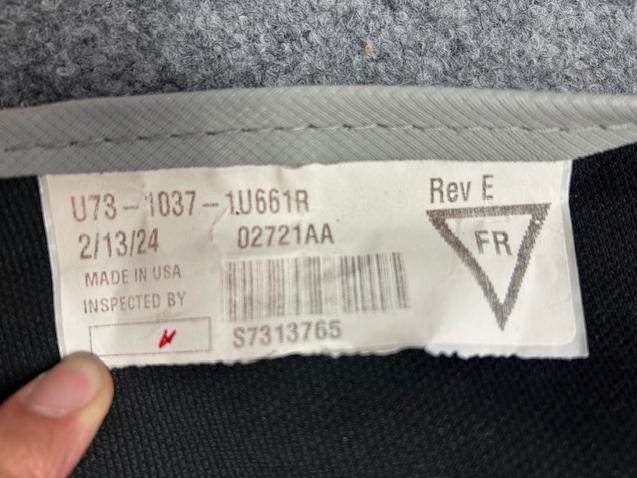 U73-1037-1U661R
Rev E
2/13/24
02721AA
FR
MADE IN USA
INSPECTED BY
S7313765